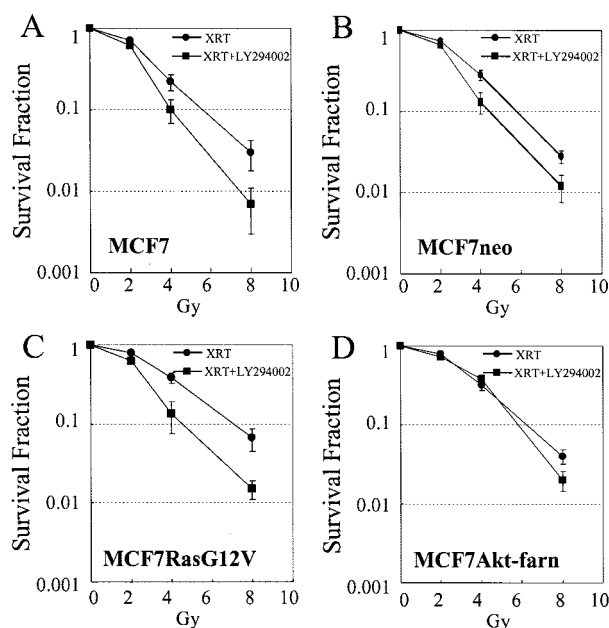 A
Survival Fraction
1
0.1
0.01
0.001
XRT
XRT+LY294002
MCF7
0 2 4 6 8 10
Gy
B
Survival Fraction
1
0.1
0.01
0.001
XRT
XRT+LY294002
MCF7neo
0 2 4 6 8 10
Gy
C
Survival Fraction
1
0.1
0.01
0.001
XRT
XRT+LY294002
MCF7RasG12V
0 2 4 6 8 10
Gy
D
Survival Fraction
1
0.1
0.01
0.001
XRT
XRT+LY294002
MCF7Akt-farn
0 2 4 6 8 10
Gy